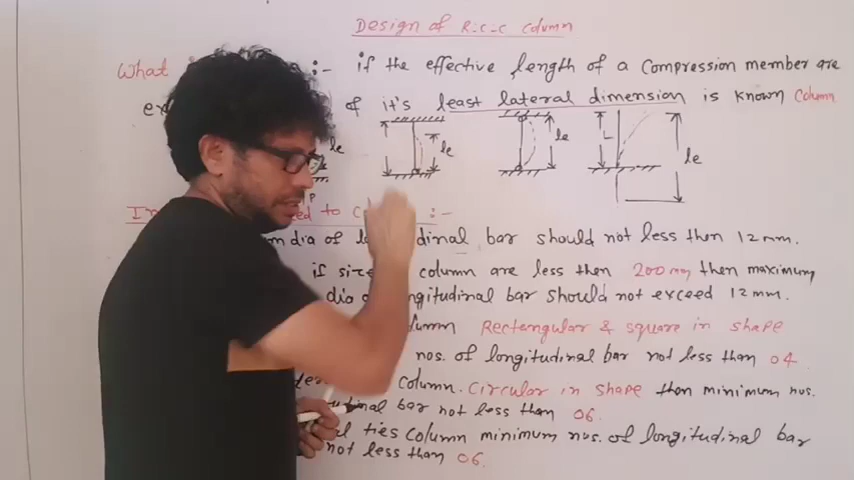 Design of R.C.C Column
What :- if the effective length of a compression member are
of it's least lateral dimension is known Column
le le le L le
P
to :-
dia of bar should not less then 12 mm.
if size column are less then 200 mm then maximum
dia longitudinal bar should not exceed 12 mm.
Rectangular & square in shape
nos. of longitudinal bar not less than 04
column. Circular in shape then minimum nos.
bar not less than 06.
ties column minimum nos. of longitudinal bar
not less than 06.